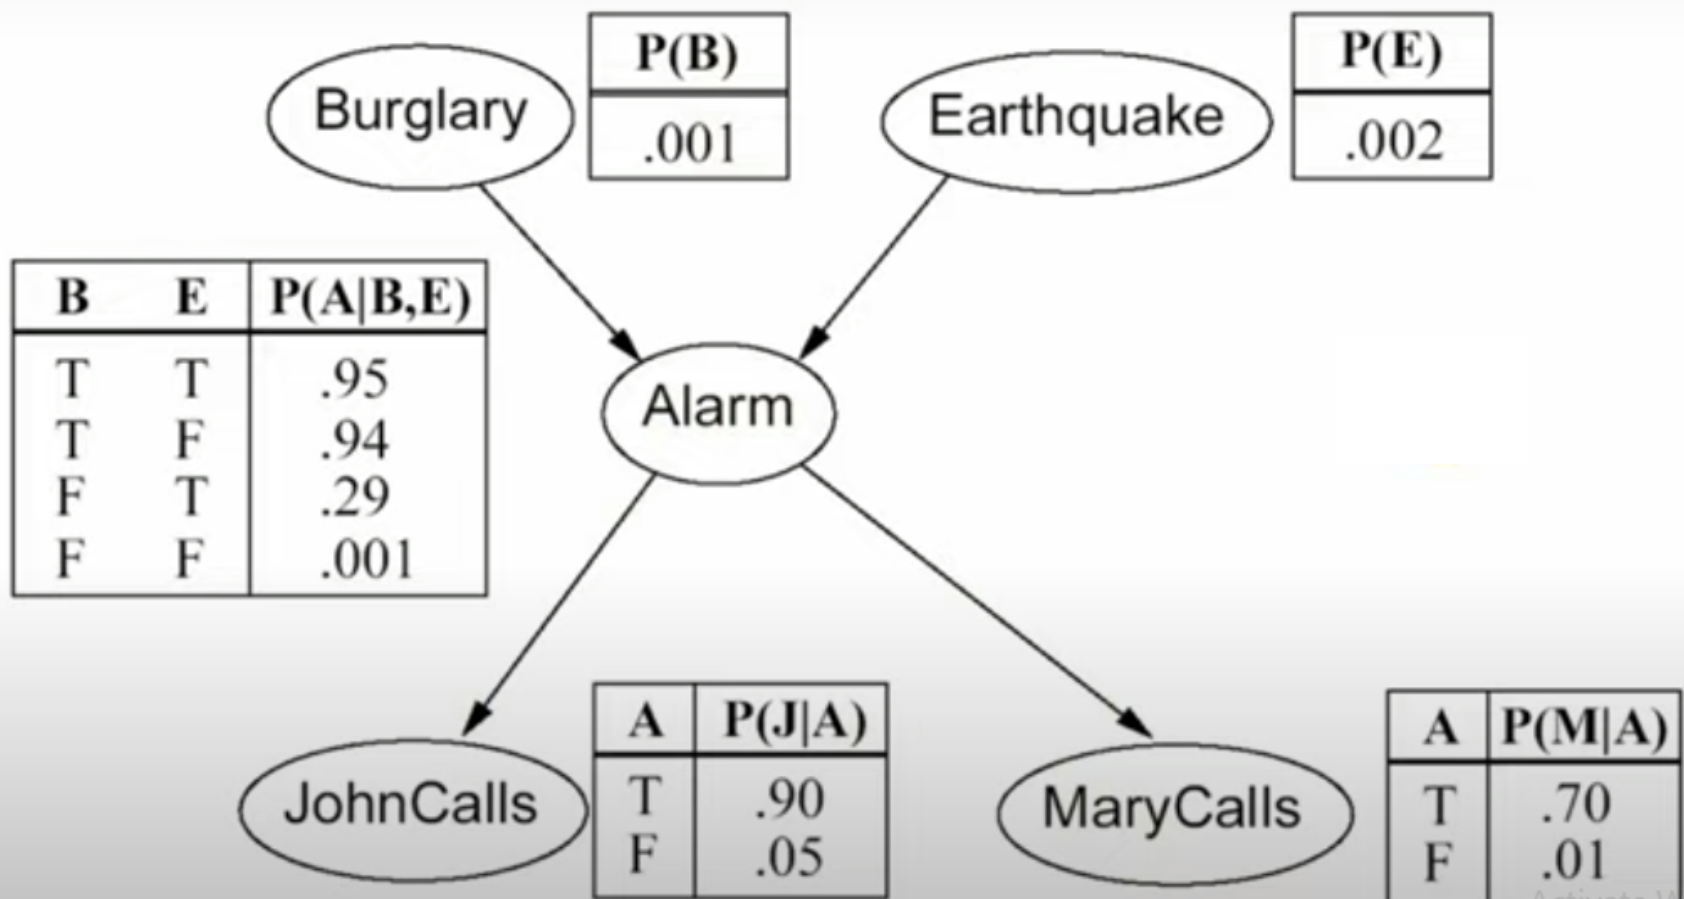 Burglary
P(B)
.001
Earthquake
P(E)
.002
B E P(A|B,E)
T T .95
T F .94
F T .29
F F .001
Alarm
JohnCalls
A P(J|A)
T .90
F .05
MaryCalls
A P(M|A)
T .70
F .01